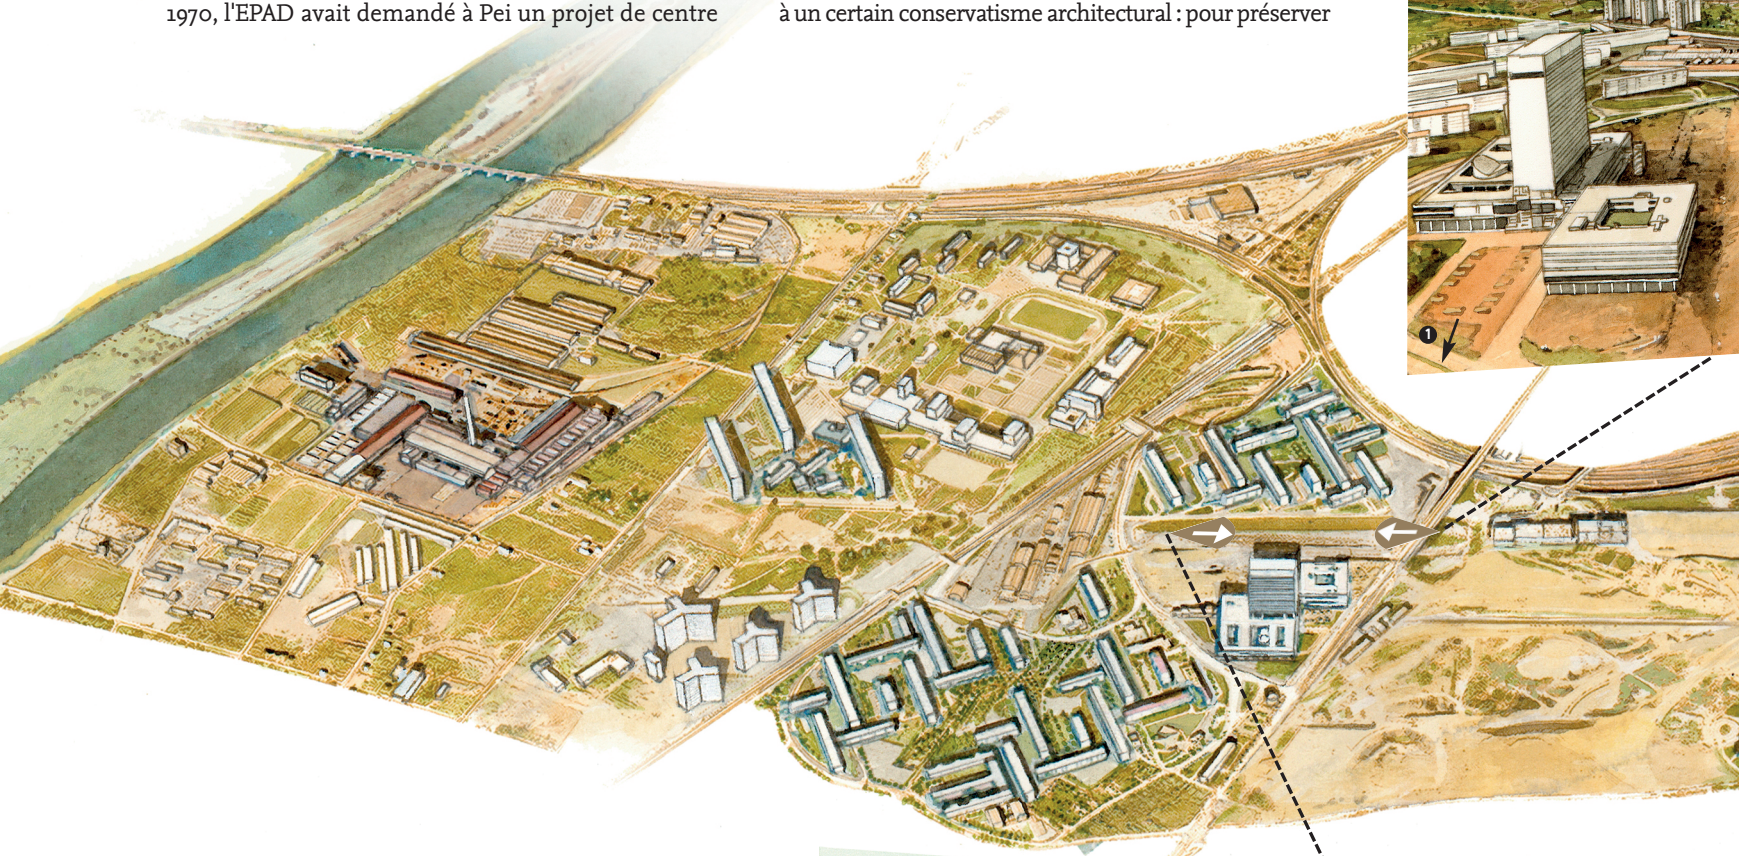 1970, l'EPAD avait demandé à Pei un projet de centre
à un certain conservatisme architectural : pour préserver
1